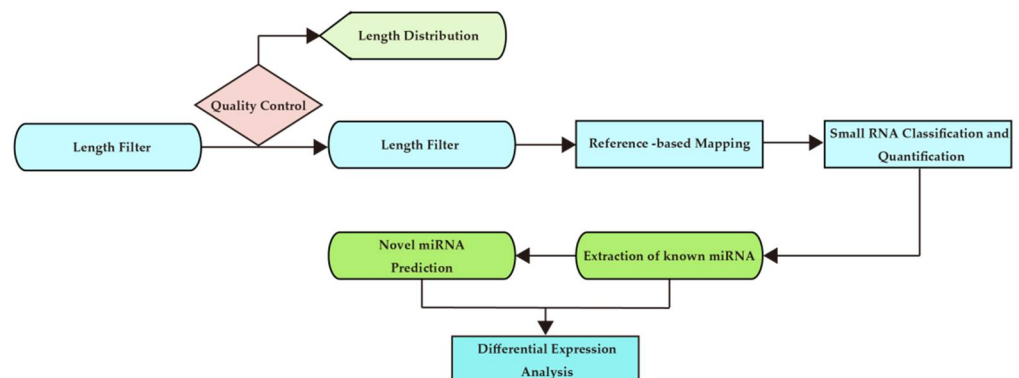 Length Distribution
Quality Control
Length Filter
Length Filter
Reference -based Mapping
Small RNA Classification and
Quantification
Novel miRNA
Prediction
Extraction of known miRNA
Differential Expression
Analysis